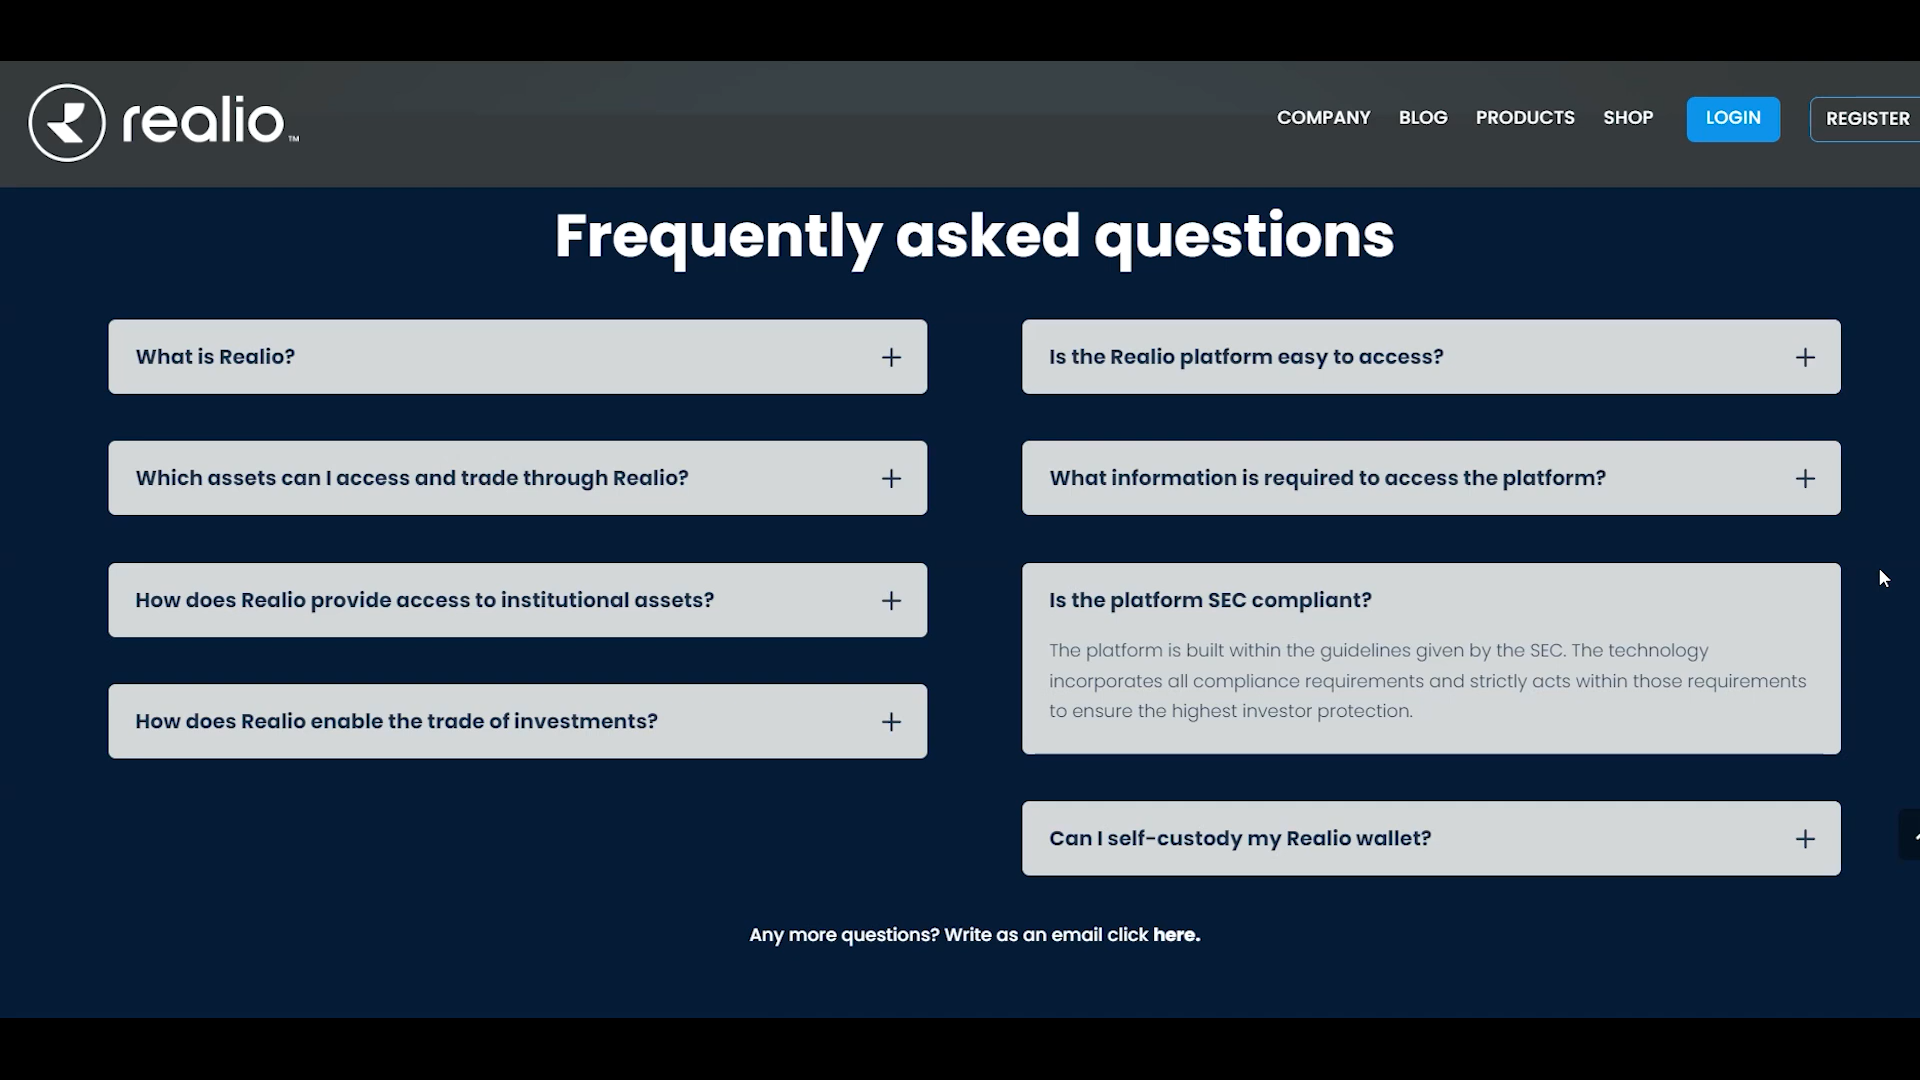 realio™
COMPANY BLOG PRODUCTS SHOP LOGIN REGISTER
Frequently asked questions
What is Realio?
Which assets can I access and trade through Realio?
How does Realio provide access to institutional assets?
How does Realio enable the trade of investments?
Is the Realio platform easy to access?
What information is required to access the platform?
Is the platform SEC compliant?
The platform is built within the guidelines given by the SEC. The technology
incorporates all compliance requirements and strictly acts within those requirements
to ensure the highest investor protection.
Can I self-custody my Realio wallet?
Any more questions? Write as an email click here.